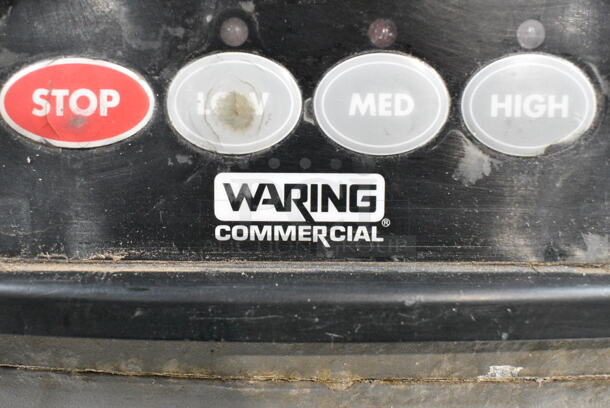 STOP MED HIGH
WARING
COMMERCIAL®